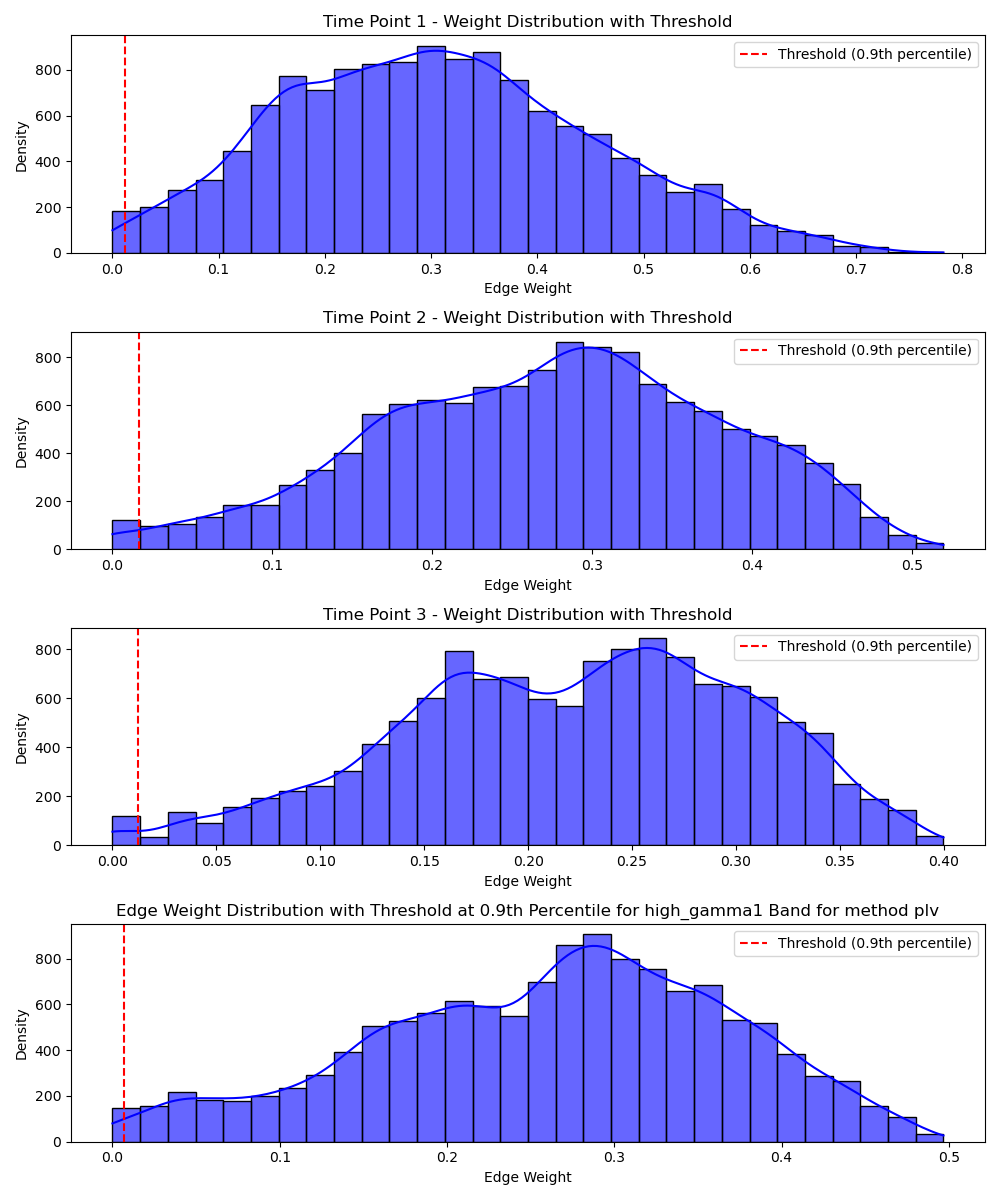 Time Point 1 - Weight Distribution with Threshold
Threshold (0.9th percentile)
Density
800
600
400
200
0
0.0 0.1 0.2 0.3 0.4 0.5 0.6 0.7 0.8
Edge Weight
Time Point 2 - Weight Distribution with Threshold
Threshold (0.9th percentile)
Density
800
600
400
200
0
0.0 0.1 0.2 0.3 0.4 0.5
Edge Weight
Time Point 3 - Weight Distribution with Threshold
Threshold (0.9th percentile)
Density
800
600
400
200
0
0.00 0.05 0.10 0.15 0.20 0.25 0.30 0.35 0.40
Edge Weight
Edge Weight Distribution with Threshold at 0.9th Percentile for high_gamma1 Band for method plv
Threshold (0.9th percentile)
Density
800
600
400
200
0
0.0 0.1 0.2 0.3 0.4 0.5
Edge Weight